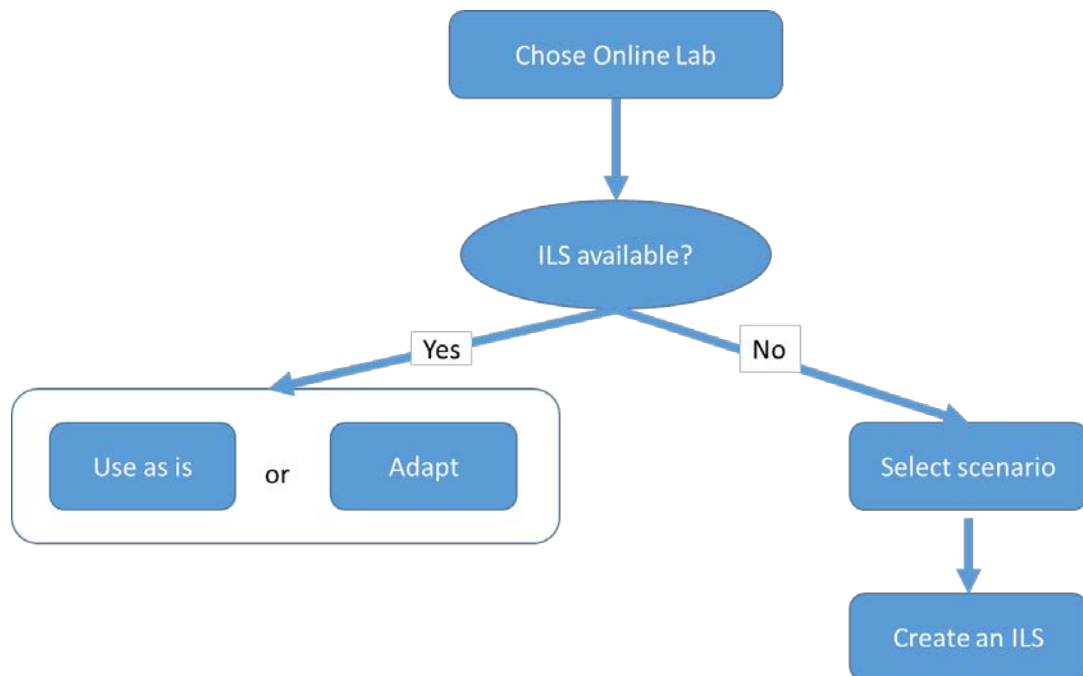 Chose Online Lab
ILS available?
Yes
No
Use as is
or
Adapt
Select scenario
Create an ILS